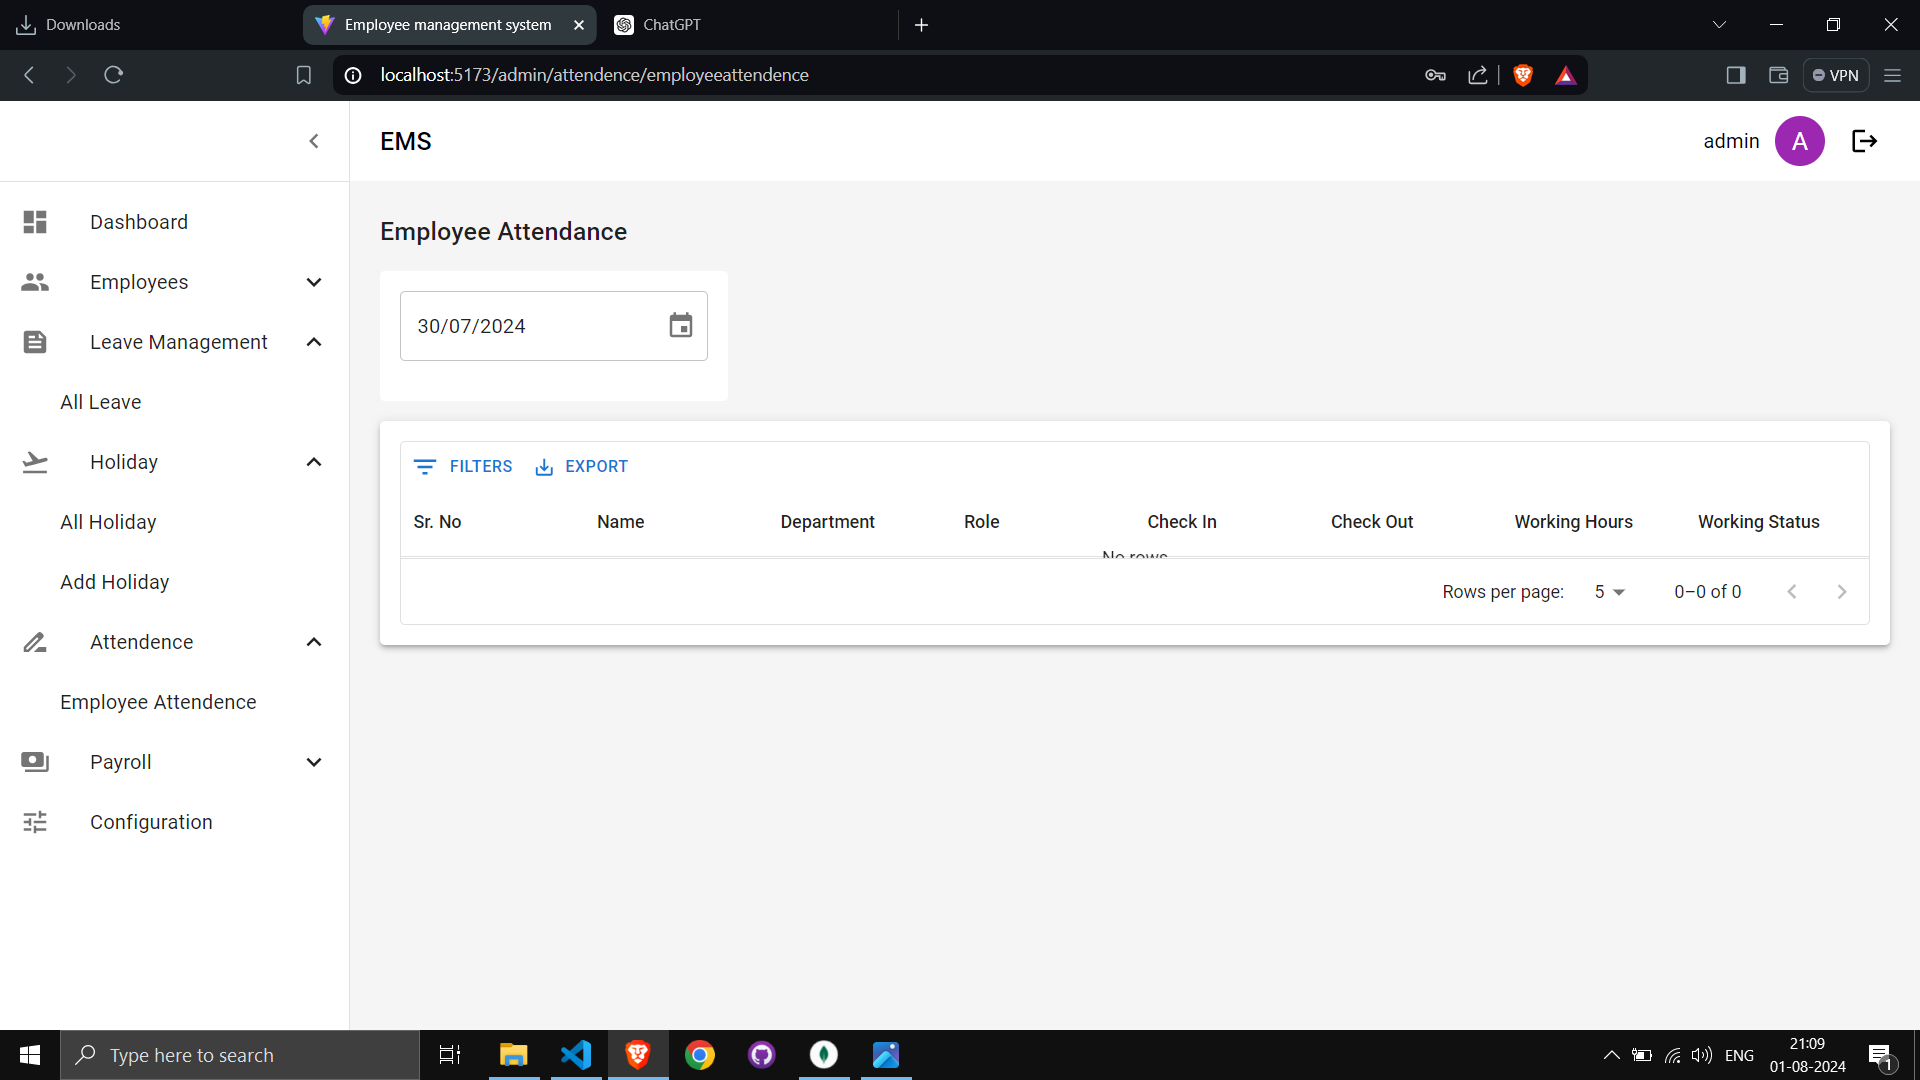 Downloads
Employee management system
ChatGPT
localhost:5173/admin/attendence/employeeattendence
VPN
EMS
admin
A
Dashboard
Employees
Leave Management
All Leave
Holiday
All Holiday
Add Holiday
Attendence
Employee Attendence
Payroll
Configuration
Employee Attendance
30/07/2024
FILTERS
EXPORT
Sr. No Name Department Role Check In Check Out Working Hours Working Status
No rows
Rows per page: 5 0–0 of 0
Type here to search
ENG
21:09
01-08-2024
1